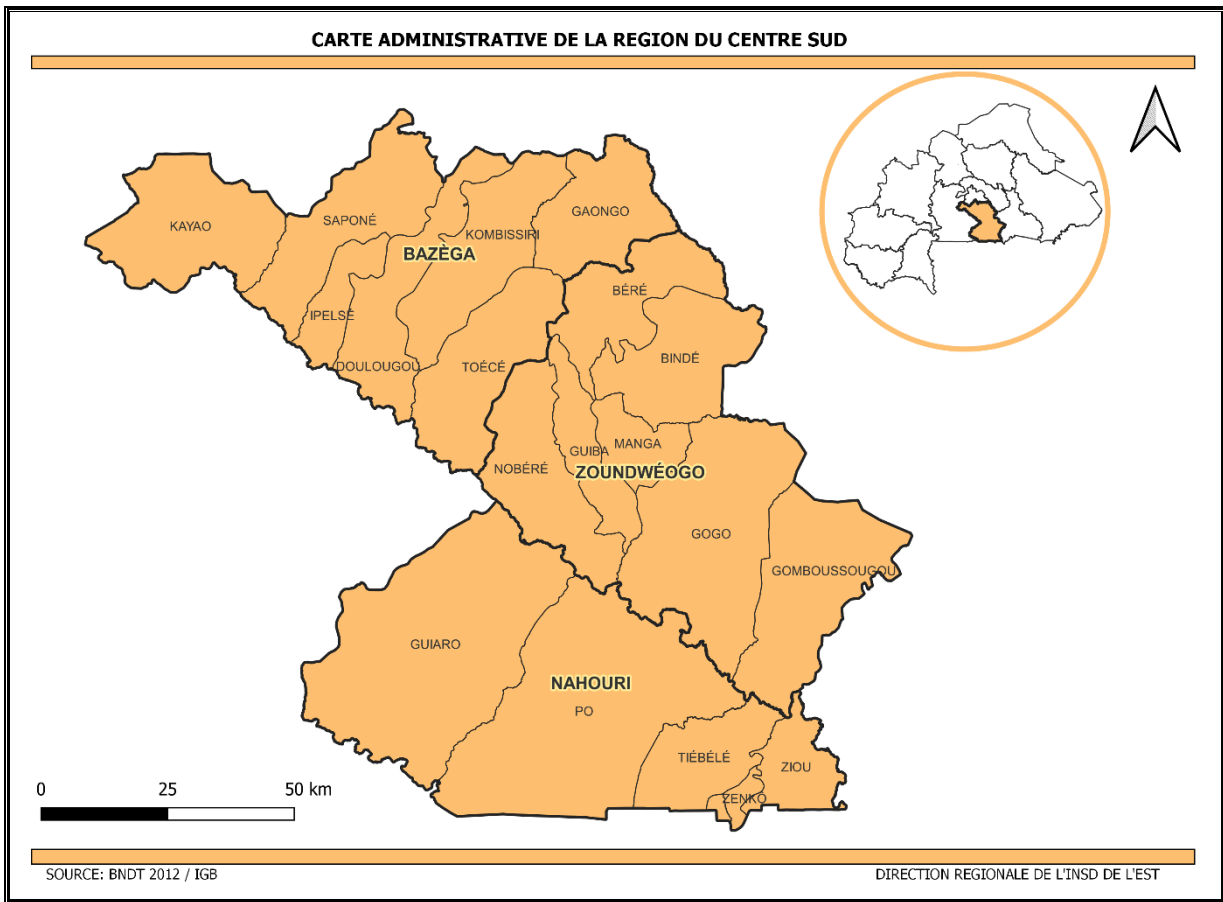 CARTE ADMINISTRATIVE DE LA REGION DU CENTRE SUD
KAYAO
SAPONÉ
GAONGO
KOMBISSIRI
BAZÈGA
BÉRÉ
IPELSÉ
BINDÉ
DOULOUGOU
TOÉCÉ
MANGA
GUIBA
NOBÉRÉ
ZOUNDWÉOGO
GOGO
GOMBOUSSOUGOU
GUIARO
NAHOURI
PO
TIÉBÉLÉ
ZIOU
ZENKO
0 25 50 km
SOURCE: BNDT 2012 / IGB
DIRECTION REGIONALE DE L'INSD DE L'EST